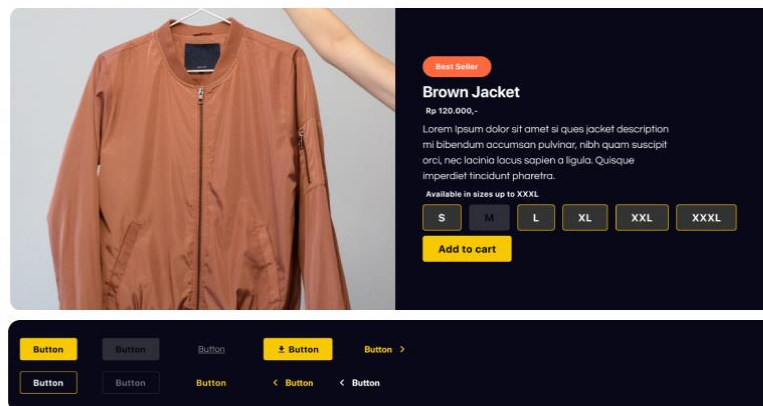 Best Seller
Brown Jacket
Rp 120.000,-
Lorem Ipsum dolor sit amet si ques jacket description
mi bibendum accumsan pulvinar, nibh quam suscipit
orci, nec lacinia lacus sapien a ligula. Quisque
imperdiet tincidunt pharetra.
Available in sizes up to XXXL
S M L XL XXL XXXL
Add to cart
Button Button Button Button Button
Button Button Button Button Button